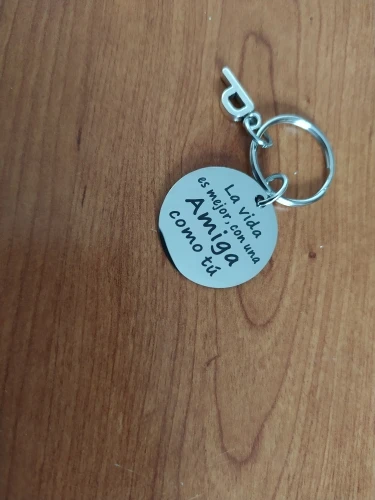 La vida
es mejor, con una
Amiga
como tú